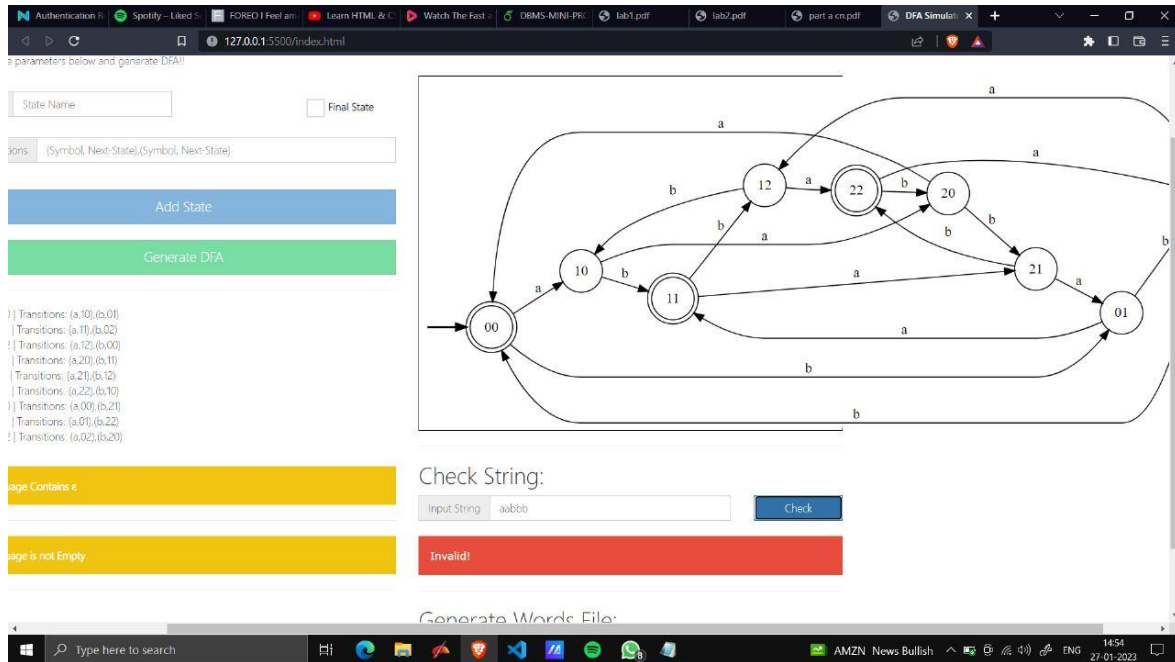 Authentication R
Spotify – Liked S
FOREO I Feel am
Learn HTML & C
Watch The Fast a
DBMS-MINI-PRO
lab1.pdf
lab2.pdf
part a cn.pdf
DFA Simulat
127.0.0.1:5500/index.html
e parameters below and generate DFA!!
State Name
Final State
ions (Symbol, Next-State),(Symbol, Next-State)
Add State
Generate DFA
| Transitions: (a,10),(b,01)
| Transitions: (a,11),(b,02)
| Transitions: (a,12),(b,00)
| Transitions: (a,20),(b,11)
| Transitions: (a,21),(b,12)
| Transitions: (a,22),(b,10)
| Transitions: (a,00),(b,21)
| Transitions: (a,01),(b,22)
| Transitions: (a,02),(b,20)
uage Contains ε
uage is not Empty
a
a
a
12
a
22
b
20
b
b
b
b
a
b
10
b
11
a
21
a
a
01
00
a
b
b
Check String:
Input String aabbb
Check
Invalid!
Generate Words File:
Type here to search
AMZN News Bullish
ENG
14:54
27-01-2023